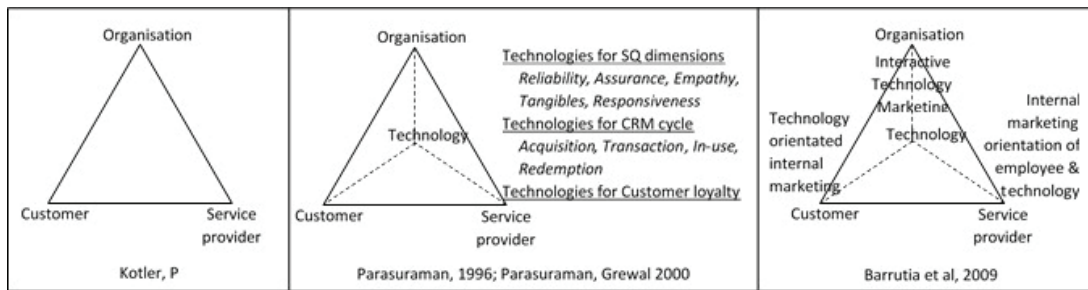 Organisation
Customer
Service
provider
Kotler, P
Organisation
Technology
Customer
Service
provider
Technologies for SQ dimensions
Reliability, Assurance, Empathy,
Tangibles, Responsiveness
Technologies for CRM cycle
Acquisition, Transaction, In-use,
Redemption
Technologies for Customer loyalty
Parasuraman, 1996; Parasuraman, Grewal 2000
Organisation
Interactive
Technology
Marketing
Technology
Technology
orientated
internal
marketing
Internal
marketing
orientation of
employee &
technology
Customer
Service
provider
Barrutia et al, 2009